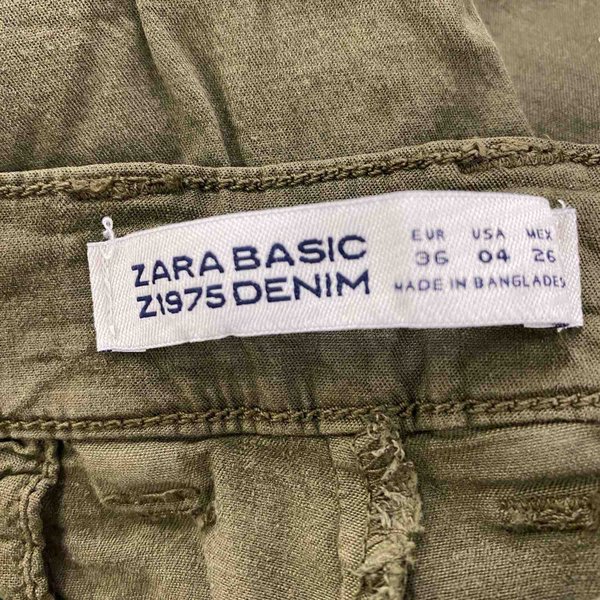 ZARA BASIC
Z1975 DENIM
EUR USA MEX
36 04 26
MADE IN BANGLADES